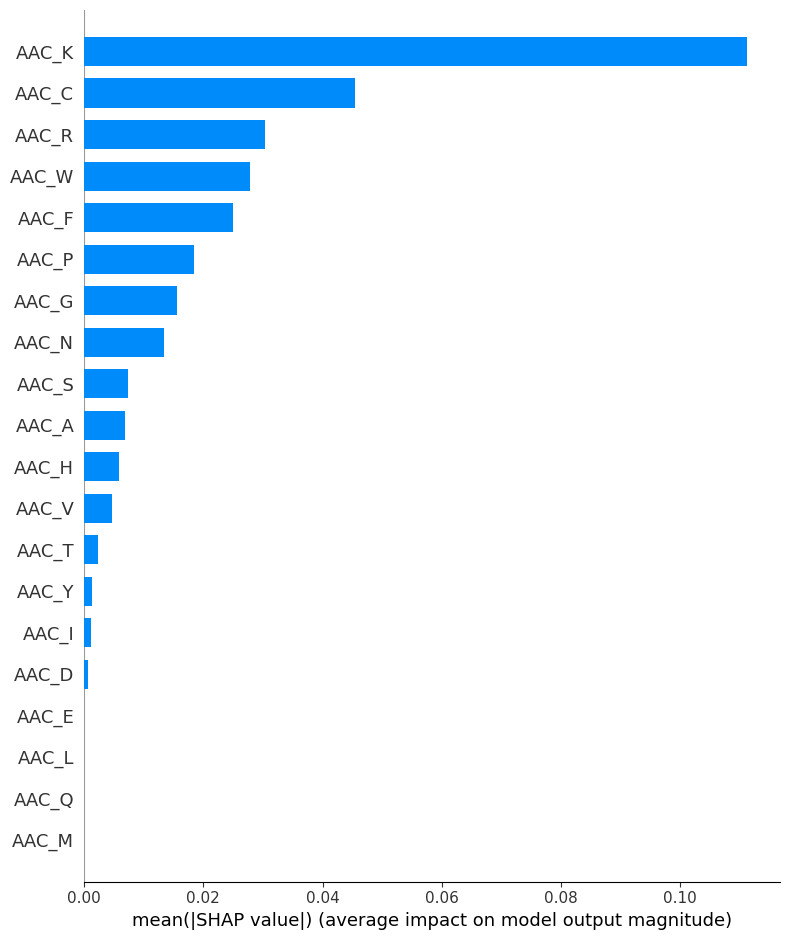 AAC_K
AAC_C
AAC_R
AAC_W
AAC_F
AAC_P
AAC_G
AAC_N
AAC_S
AAC_A
AAC_H
AAC_V
AAC_T
AAC_Y
AAC_I
AAC_D
AAC_E
AAC_L
AAC_Q
AAC_M
0.00 0.02 0.04 0.06 0.08 0.10
mean(|SHAP value|) (average impact on model output magnitude)